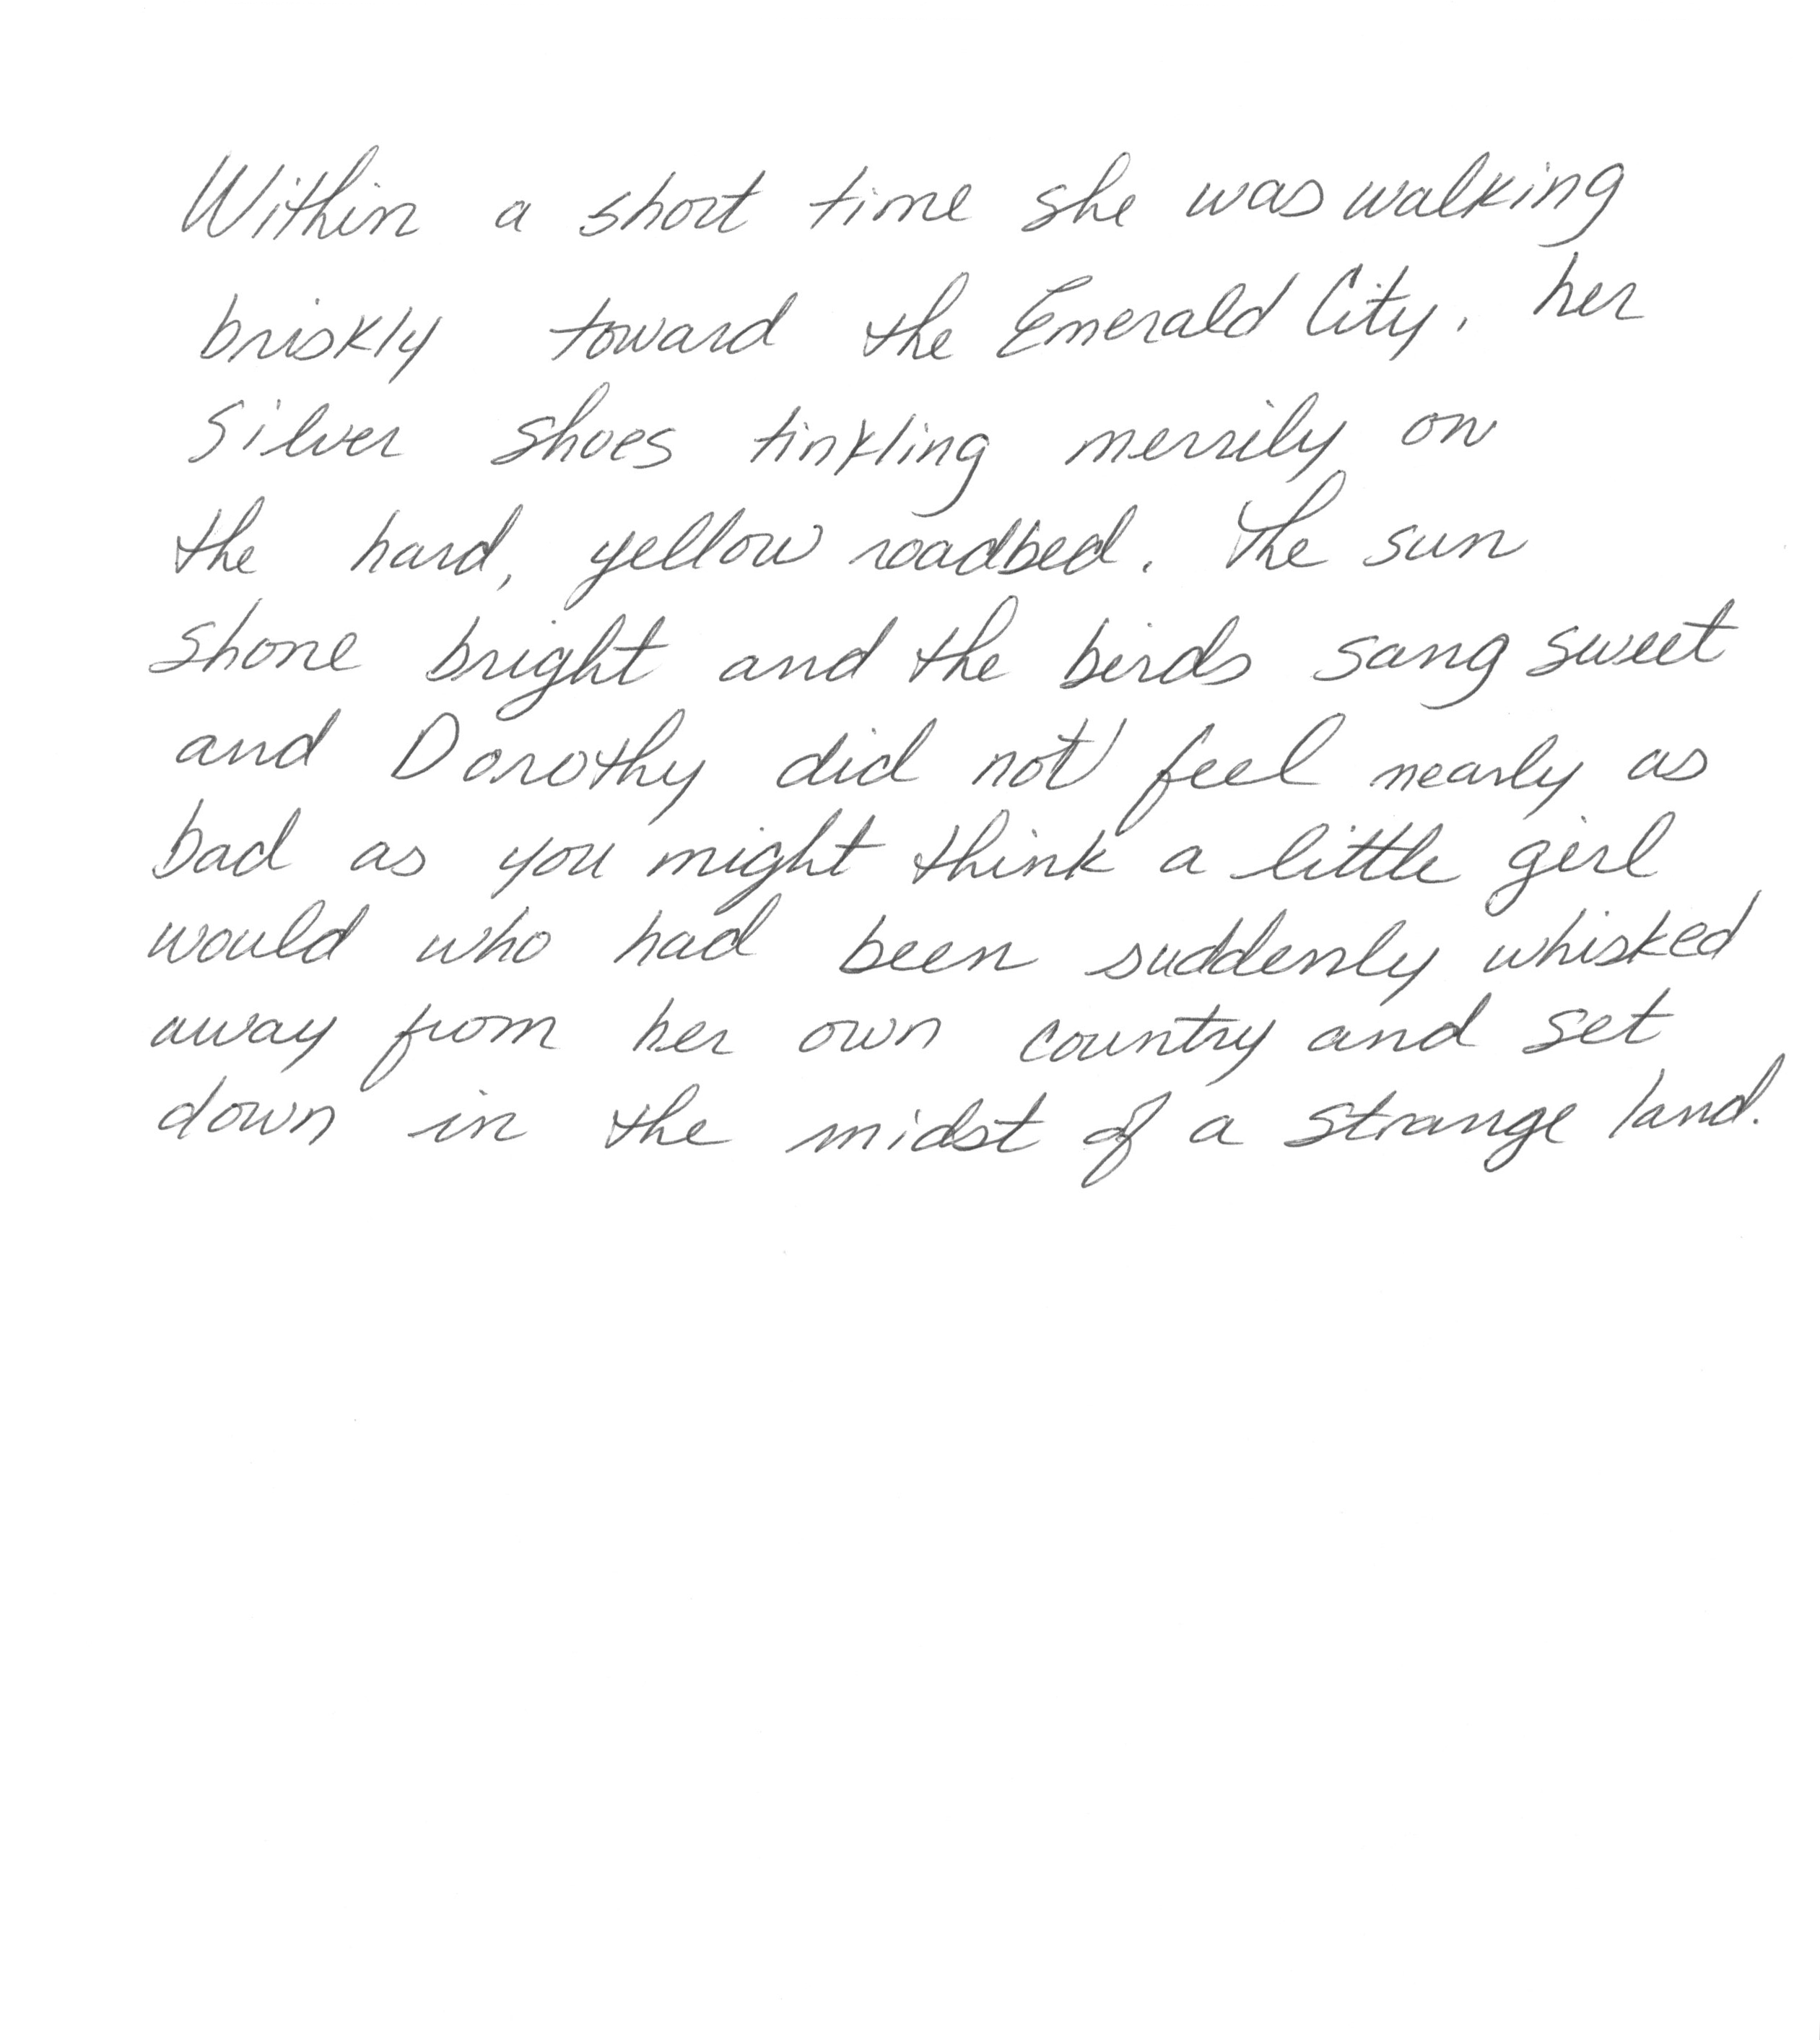 Within a short time she was walking
briskly toward the Emerald City, her
Silver shoes tinkling merrily on
the hard, yellow roadbed. The sun
shone bright and the birds sang sweet
and Dorothy did not feel nearly as
bad as you might think a little girl
would who had been suddenly whisked
away from her own country and set
down in the midst of a strange land.